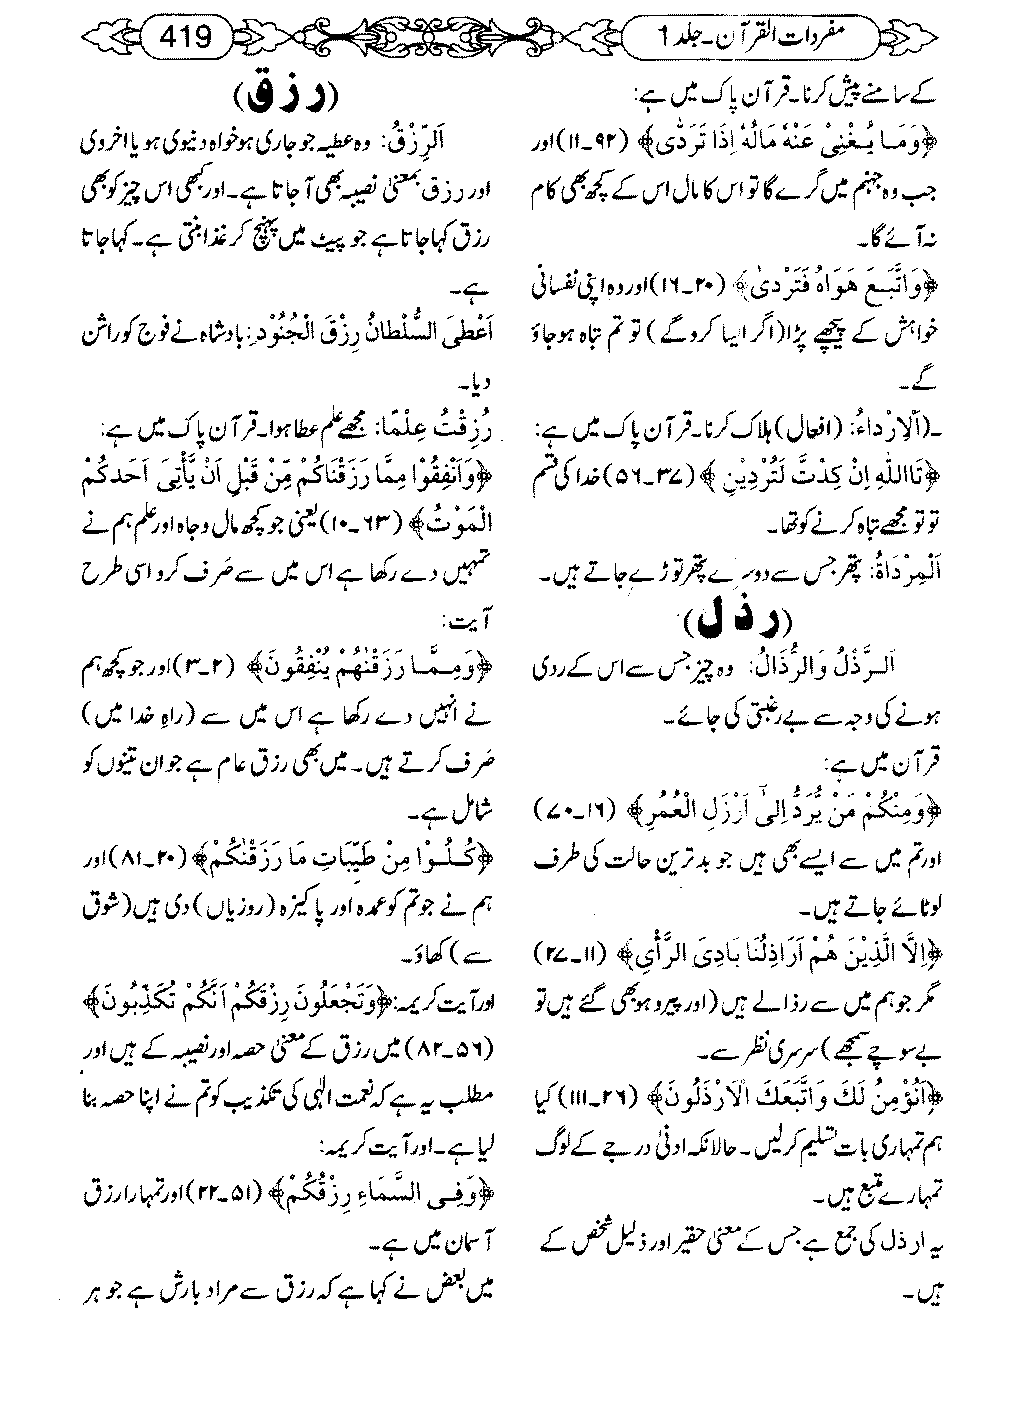 مفردات القرآن۔جلد 1
419
کے سامنے پیش کرنا۔قرآن پاک میں ہے:
﴿وَمَا يُغْنِىْ عَنْهُ مَالُهٗ اِذَا تَرَدّٰى﴾ (۹۲۔۱۱)اور
جب وہ جہنم میں گرے گا تو اس کا مال اس کے کچھ بھی کام
نہ آئے گا۔
﴿وَاتَّبَعَ هَوَاهُ فَتَرْدىٰ﴾ (۲۰۔۱۶)اور وہ اپنی نفسانی
خواہش کے پیچھے پڑا(اگر ایسا کرو گے) تو تم تباہ ہوجاؤ
گے۔
۔(اَلْاِرْدَاءُ: (افعال)ہلاک کرنا۔قرآن پاک میں ہے:
﴿تَااللهِ اِنْ كِدْتَّ لَتُرْدِيْنِ ﴾ (۳۷۔۵۶) خدا کی قسم
تو تو مجھے تباہ کرنے کو تھا۔
اَلْمِرْدَاةُ: پتھر جس سے دوسرے پتھر توڑے جاتے ہیں۔
(ر ذ ل)
اَلرَّذْلُ وَالرُّذَالُ: وہ چیز جس سے اس کے ردی
ہونے کی وجہ سے بے رغبتی کی جائے۔
قرآن میں ہے:
﴿وَمِنْكُمْ مَنْ يُّرَدُّ اِلىٰٓ اَرْزَلِ الْعُمُرِ﴾ (۱۶۔۷۰)
اورتم میں سے ایسے بھی ہیں جو بدترین حالت کی طرف
لوٹائے جاتے ہیں۔
﴿اِلَّا الَّذِيْنَ هُمْ اَرَاذِلُنَا بَادِىَ الرَّأْيِ﴾ (۱۱۔۲۷)
مگر جو ہم میں سے رذالے ہیں (اور پیرو ہو بھی گئے ہیں تو
بے سوچے سمجھے) سرسری نظر سے۔
﴿اَنُؤْمِنُ لَكَ وَاتَّبَعَكَ الْاَرْذَلُوْنَ﴾ (۲۶۔۱۱۱) کیا
ہم تمہاری بات تسلیم کرلیں۔ حالانکہ ادنیٰ درجے کے لوگ
تمہارے متبع ہیں۔
یہ ارذل کی جمع ہے جس کے معنیٰ حقیر اور ذلیل شخص کے
ہیں۔
(ر ز ق)
اَلرِّزْقُ: وہ عطیہ جو جاری ہو خواہ دنیوی ہو یا اخروی
اور رزق بمعنیٰ نصیبہ بھی آجاتا ہے۔اور کبھی اس چیز کو بھی
رزق کہا جاتا ہے جو پیٹ میں پہنچ کر غذا بنتی ہے۔کہا جاتا
ہے۔
اَعْطَى السُّلْطَانُ رِزْقَ الْجُنُوْدِ:بادشاہ نے فوج کو راشن
دیا۔
رُزِقْتُ عِلْمًا: مجھے علم عطا ہوا۔قرآن پاک میں ہے:
﴿وَاَنْفِقُوْا مِمَّا رَزَقْنَاكُمْ مِّنْ قَبْلِ اَنْ يَّأْتِىَ اَحَدَكُمُ
الْمَوْتُ﴾ (۶۳۔۱۰)یعنی جو کچھ مال و جاہ اور علم ہم نے
تمہیں دے رکھا ہے اس میں سے صَرف کرو اسی طرح
آیت:
﴿وَمِمَّا رَزَقْنٰهُمْ يُنْفِقُوْنَ﴾ (۲۔۳)اور جو کچھ ہم
نے انہیں دے رکھا ہے اس میں سے (راہِ خدا میں)
صَرف کرتے ہیں۔میں بھی رزق عام ہے جو ان تینوں کو
شامل ہے۔
﴿كُلُوْا مِنْ طَيِّبَاتِ مَا رَزَقْنٰكُمْ﴾ (۲۰۔۸۱)اور
ہم نے جو تم کو عمدہ اور پاکیزہ (روزیاں) دی ہیں(شوق
سے) کھاؤ۔
اور آیت کریمہ:﴿وَتَجْعَلُوْنَ رِزْقَكُمْ اَنَّكُمْ تُكَذِّبُوْنَ﴾
(۵۶۔۸۲) میں رزق کے معنیٰ حصہ اور نصیبہ کے ہیں اور
مطلب یہ ہے کہ نعمت الٰہی کی تکذیب کو تم نے اپنا حصہ بنا
لیا ہے۔اور آیت کریمہ:
﴿وَفِى السَّمَاءِ رِزْقُكُمْ﴾ (۵۱۔۲۲)اور تمہارا رزق
آسمان میں ہے۔
میں بعض نے کہا ہے کہ رزق سے مراد بارش ہے جو ہر